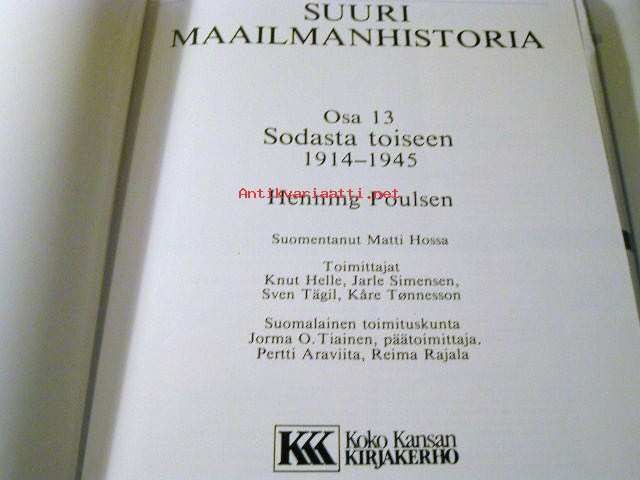 SUURI
MAAILMANHISTORIA
Osa 13
Sodasta toiseen
1914–1945
Antikvariaatti.net
Henning Poulsen
Suomentanut Matti Hossa
Toimittajat
Knut Helle, Jarle Simensen,
Sven Tägil, Kåre Tønnesson
Suomalainen toimituskunta
Jorma O. Tiainen, päätoimittaja.
Pertti Araviita, Reima Rajala
KKK Koko Kansan
KIRJAKERHO